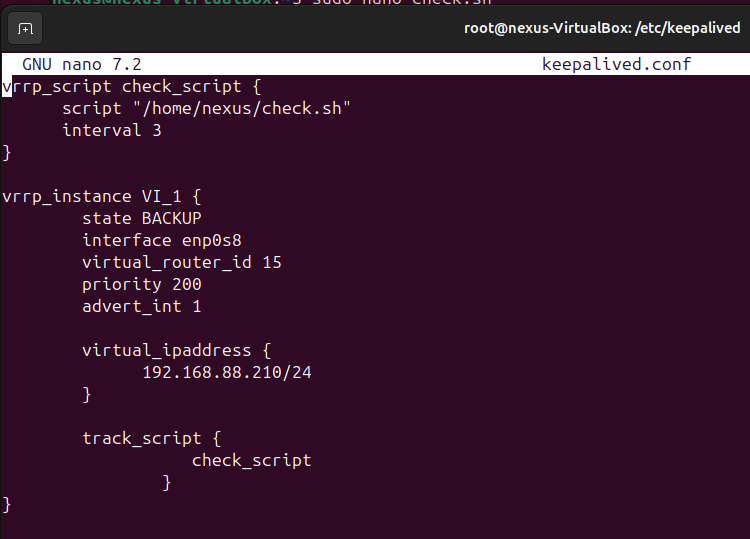 nexus@nexus-VirtualBox:~$ sudo nano check.sh
root@nexus-VirtualBox: /etc/keepalived
GNU nano 7.2 keepalived.conf
vrrp_script check_script {
script "/home/nexus/check.sh"
interval 3
}
vrrp_instance VI_1 {
state BACKUP
interface enp0s8
virtual_router_id 15
priority 200
advert_int 1
virtual_ipaddress {
192.168.88.210/24
}
track_script {
check_script
}
}